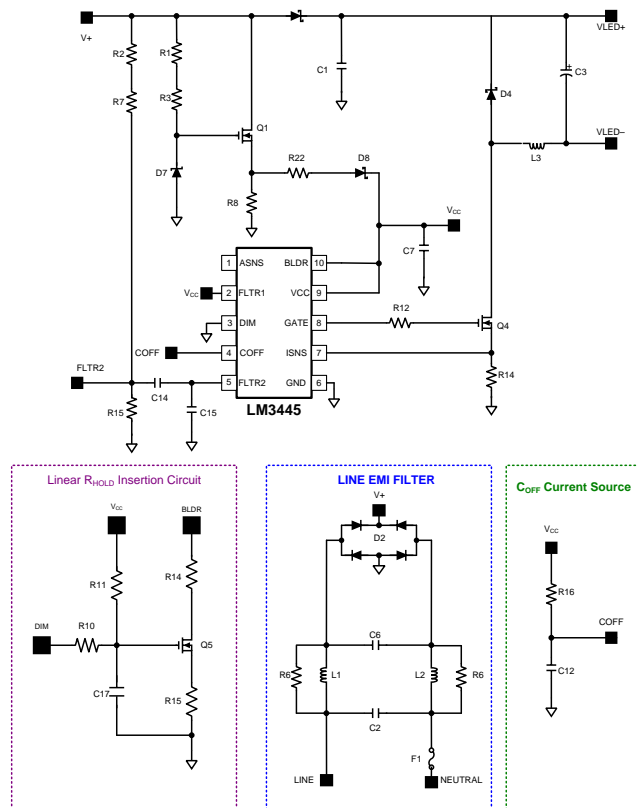 V+
VLED+
R2
R1
C1
C3
R7
R3
D4
Q1
VLED–
D7
R22
D8
L3
R8
VCC
C7
1 ASNS BLDR 10
VCC 2 FLTR1 VCC 9
3 DIM GATE 8
R12
Q4
COFF 4 COFF ISNS 7
FLTR2
5 FLTR2 GND 6
R14
C14
R15
C15
LM3445
Linear RHOLD Insertion Circuit
VCC
BLDR
R11
R14
DIM
R10
Q5
C17
R15
LINE EMI FILTER
V+
D2
C6
R6
L1
L2
R6
C2
F1
LINE
NEUTRAL
COFF Current Source
VCC
R16
COFF
C12